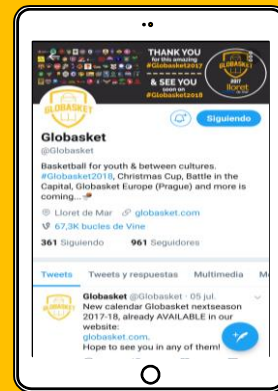 THANK YOU
for this amazing
#Globasket2017
& SEE YOU
soon on
#Globasket2018
2017
lloret
GLOBASKET
Siguiendo
Globasket
@Globasket
Basketball for youth & between cultures.
#Globasket2018, Christmas Cup, Battle in the
Capital, Globasket Europe (Prague) and more is
coming...
Lloret de Mar globasket.com
67,3K bucles de Vine
361 Siguiendo 961 Seguidores
Tweets Tweets y respuestas Multimedia M
Globasket @Globasket · 05 jul.
New calendar Globasket nextseason
2017-18, already AVAILABLE in our
website:
globasket.com.
Hope to see you in any of them!